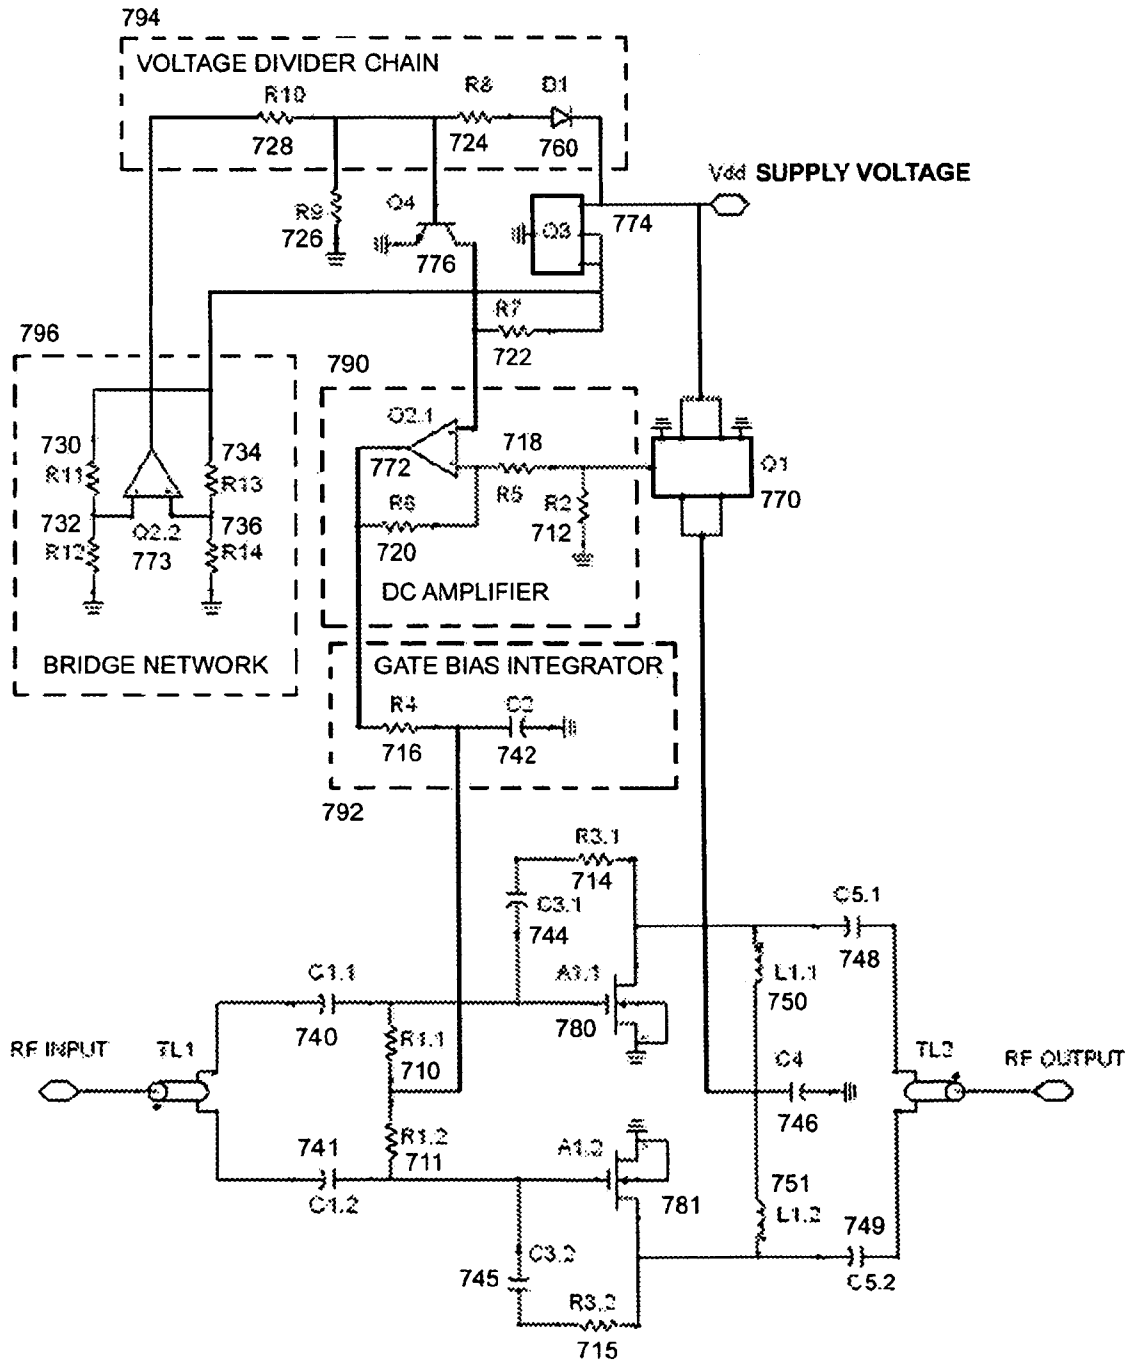 794
VOLTAGE DIVIDER CHAIN
R10
728
R8
724
D1
760
Vdd SUPPLY VOLTAGE
R9
726
Q4
776
Q3
774
796
R7
722
790
Q2.1
772
718
R5
R2
712
Q1
770
730
R11
734
R13
732
R12
Q2.2
773
736
R14
R6
720
DC AMPLIFIER
BRIDGE NETWORK
GATE BIAS INTEGRATOR
R4
716
C2
742
792
R3.1
714
C3.1
744
C5.1
748
C1.1
740
A1.1
780
L1.1
750
RF INPUT
TL1
R1.1
710
C4
746
TL2
RF OUTPUT
741
C1.2
R1.2
711
A1.2
781
751
L1.2
749
C5.2
C3.2
745
R3.2
715